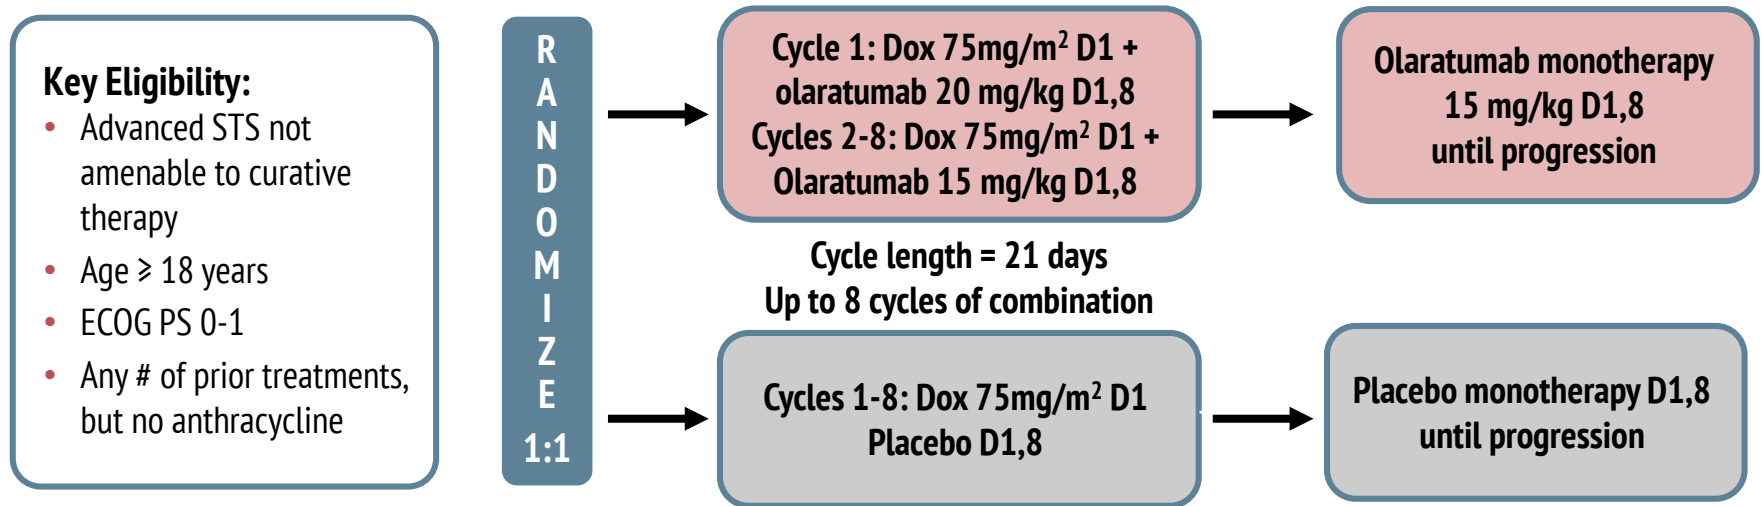 Key Eligibility:
• Advanced STS not
amenable to curative
therapy
• Age ≥ 18 years
• ECOG PS 0-1
• Any # of prior treatments,
but no anthracycline
R
A
N
D
O
M
I
Z
E
1:1
Cycle 1: Dox 75mg/m² D1 +
olaratumab 20 mg/kg D1,8
Cycles 2-8: Dox 75mg/m² D1 +
Olaratumab 15 mg/kg D1,8
Olaratumab monotherapy
15 mg/kg D1,8
until progression
Cycle length = 21 days
Up to 8 cycles of combination
Cycles 1-8: Dox 75mg/m² D1
Placebo D1,8
Placebo monotherapy D1,8
until progression